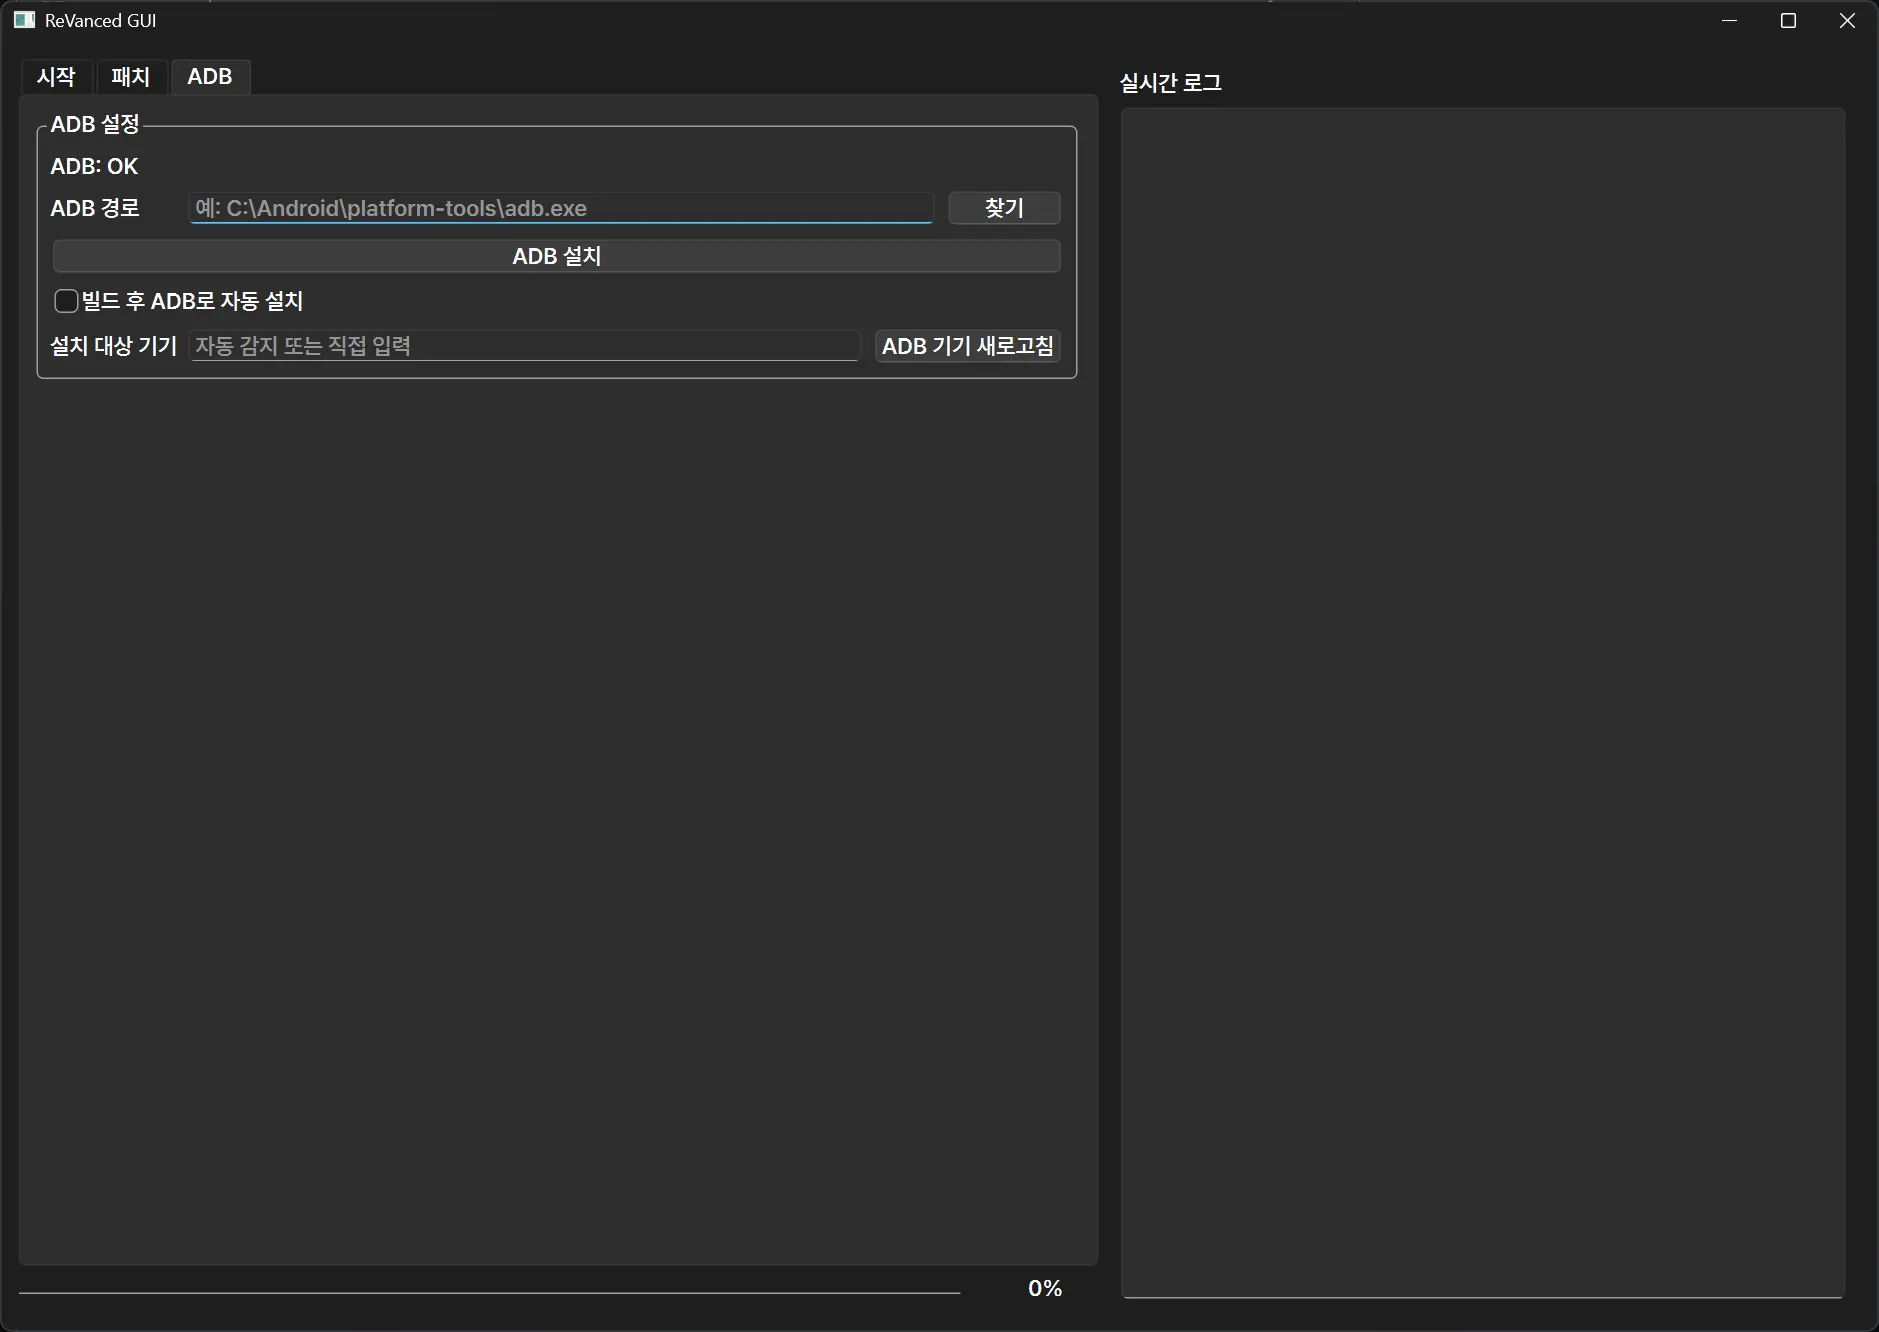 ReVanced GUI
시작 패치 ADB
실시간 로그
ADB 설정
ADB: OK
ADB 경로 예: C:\Android\platform-tools\adb.exe 찾기
ADB 설치
빌드 후 ADB로 자동 설치
설치 대상 기기 자동 감지 또는 직접 입력 ADB 기기 새로고침
0%